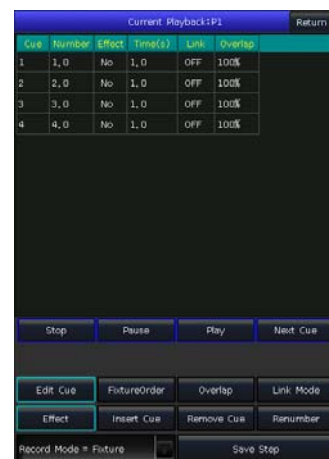 Current Playback:P1 Return
Cue Number Effect Time(s) Link Overlap
1 1.0 No 1.0 OFF 100%
2 2.0 No 1.0 OFF 100%
3 3.0 No 1.0 OFF 100%
4 4.0 No 1.0 OFF 100%
Stop Pause Play Next Cue
Edit Cue FixtureOrder Overlap Link Mode
Effect Insert Cue Remove Cue Renumber
Record Mode = Fixture Save Step